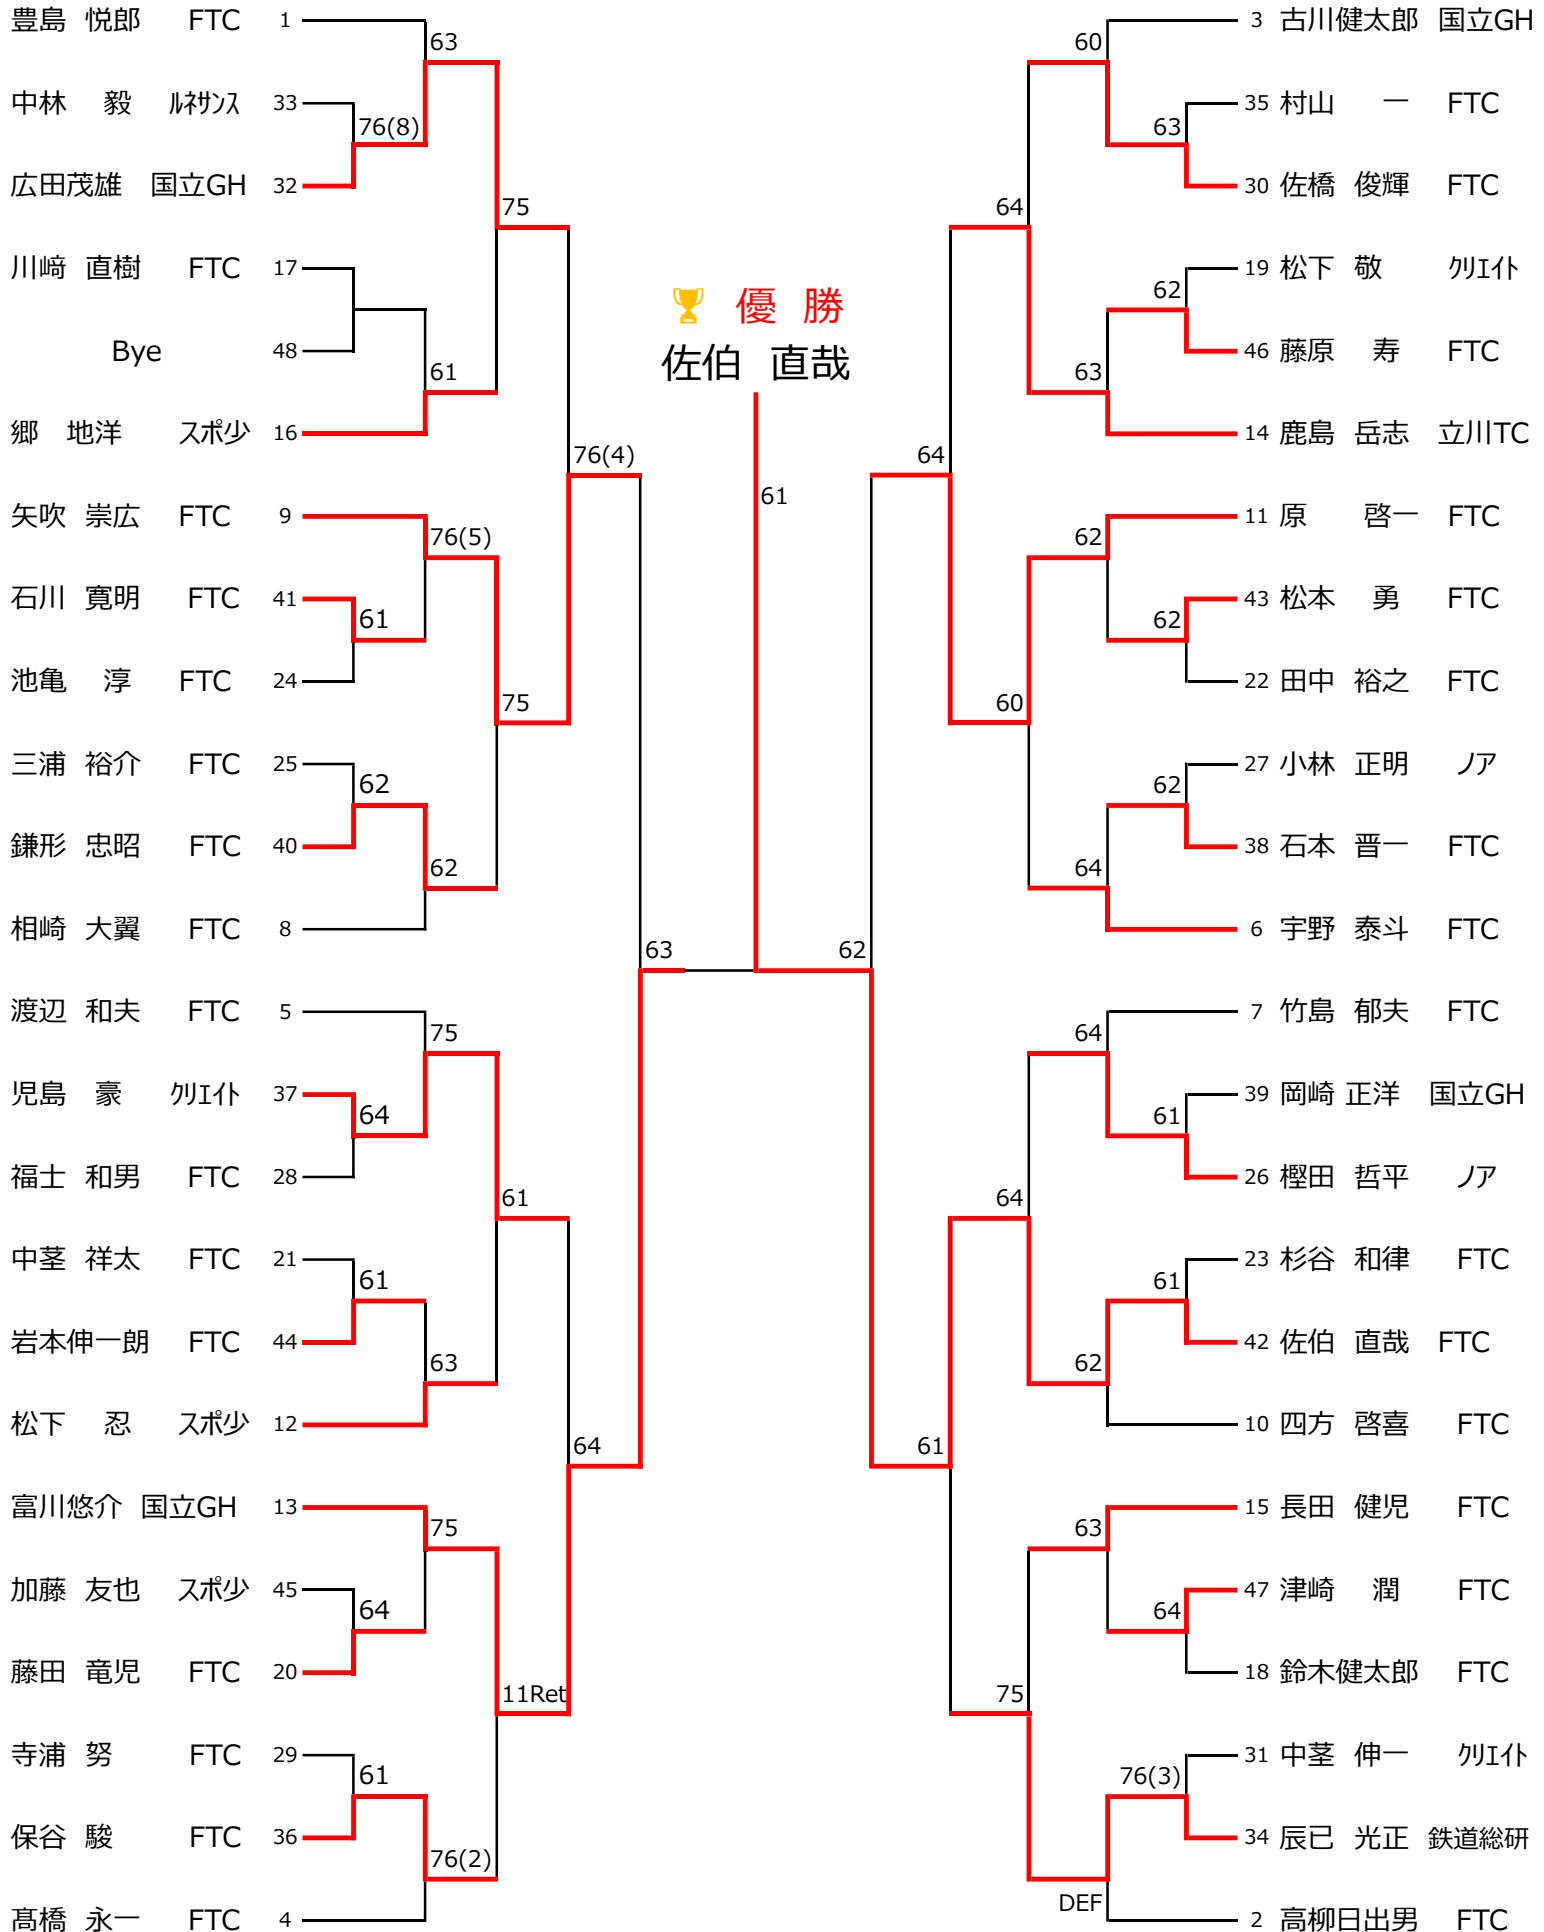 豊島 悦郎 FTC 1
63
中林 毅 ﾙﾈｻﾝｽ 33
76(8)
広田茂雄 国立GH 32
75
川﨑 直樹 FTC 17
Bye 48
61
郷 地洋 スポ少 16
76(4)
矢吹 崇広 FTC 9
76(5)
石川 寛明 FTC 41
61
池亀 淳 FTC 24
75
三浦 裕介 FTC 25
62
鎌形 忠昭 FTC 40
62
相崎 大翼 FTC 8
63
渡辺 和夫 FTC 5
75
児島 豪 ｸﾘｴｲﾄ 37
64
福士 和男 FTC 28
61
中茎 祥太 FTC 21
61
岩本伸一朗 FTC 44
63
松下 忍 スポ少 12
64
富川悠介 国立GH 13
75
加藤 友也 スポ少 45
64
藤田 竜児 FTC 20
11Ret
寺浦 努 FTC 29
61
保谷 駿 FTC 36
76(2)
髙橋 永一 FTC 4
優 勝
佐伯 直哉
61
3 古川健太郎 国立GH
60
35 村山 一 FTC
63
30 佐橋 俊輝 FTC
64
19 松下 敬 ｸﾘｴｲﾄ
62
46 藤原 寿 FTC
63
14 鹿島 岳志 立川TC
64
11 原 啓一 FTC
62
43 松本 勇 FTC
62
22 田中 裕之 FTC
60
27 小林 正明 ノア
62
38 石本 晋一 FTC
64
6 宇野 泰斗 FTC
62
7 竹島 郁夫 FTC
64
39 岡崎 正洋 国立GH
61
26 樫田 哲平 ノア
64
23 杉谷 和律 FTC
61
42 佐伯 直哉 FTC
62
10 四方 啓喜 FTC
61
15 長田 健児 FTC
63
47 津崎 潤 FTC
64
18 鈴木健太郎 FTC
75
31 中茎 伸一 ｸﾘｴｲﾄ
76(3)
34 辰已 光正 鉄道総研
DEF
2 高柳日出男 FTC